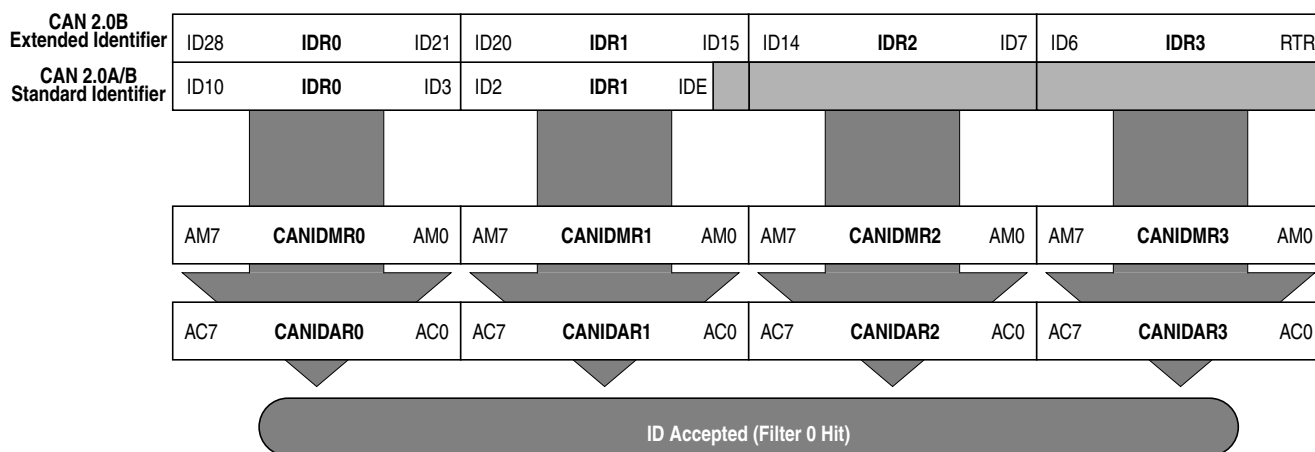 CAN 2.0B
Extended Identifier
ID28 IDR0 ID21 ID20 IDR1 ID15 ID14 IDR2 ID7 ID6 IDR3 RTR
CAN 2.0A/B
Standard Identifier
ID10 IDR0 ID3 ID2 IDR1 IDE
AM7 CANIDMR0 AM0 AM7 CANIDMR1 AM0 AM7 CANIDMR2 AM0 AM7 CANIDMR3 AM0
AC7 CANIDAR0 AC0 AC7 CANIDAR1 AC0 AC7 CANIDAR2 AC0 AC7 CANIDAR3 AC0
ID Accepted (Filter 0 Hit)